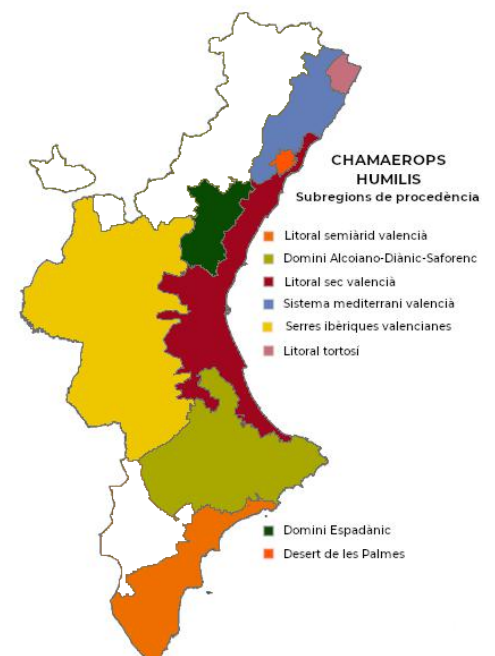 CHAMAEROPS
HUMILIS
Subregions de procedència
Litoral semiàrid valencià
Domini Alcoiano-Diànic-Saforenc
Litoral sec valencià
Sistema mediterrani valencià
Serres ibèriques valencianes
Litoral tortosí
Domini Espadànic
Desert de les Palmes